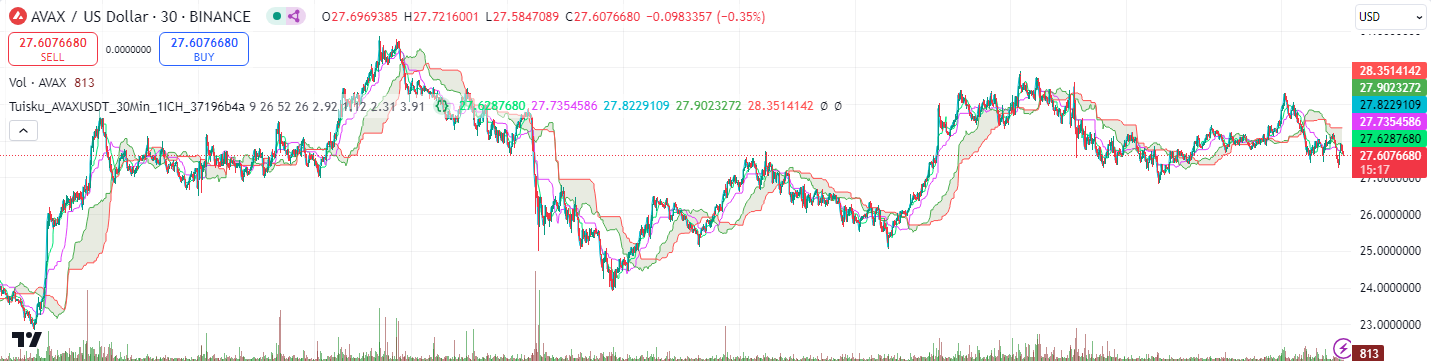 AVAX / US Dollar · 30 · BINANCE O27.6969385 H27.7216001 L27.5847089 C27.6076680 −0.0983357 (−0.35%)
USD
27.6076680 SELL
0.0000000
27.6076680 BUY
Vol · AVAX 813
Tuisku_AVAXUSDT_30Min_1ICH_37196b4a 9 26 52 26 2.92 1.12 2.31 3.91 27.6287680 27.7354586 27.8229109 27.9023272 28.3514142 Ø Ø
28.3514142
27.9023272
27.8229109
27.7354586
27.6287680
27.6076680
15:17
27.0000000
26.0000000
25.0000000
24.0000000
23.0000000
813